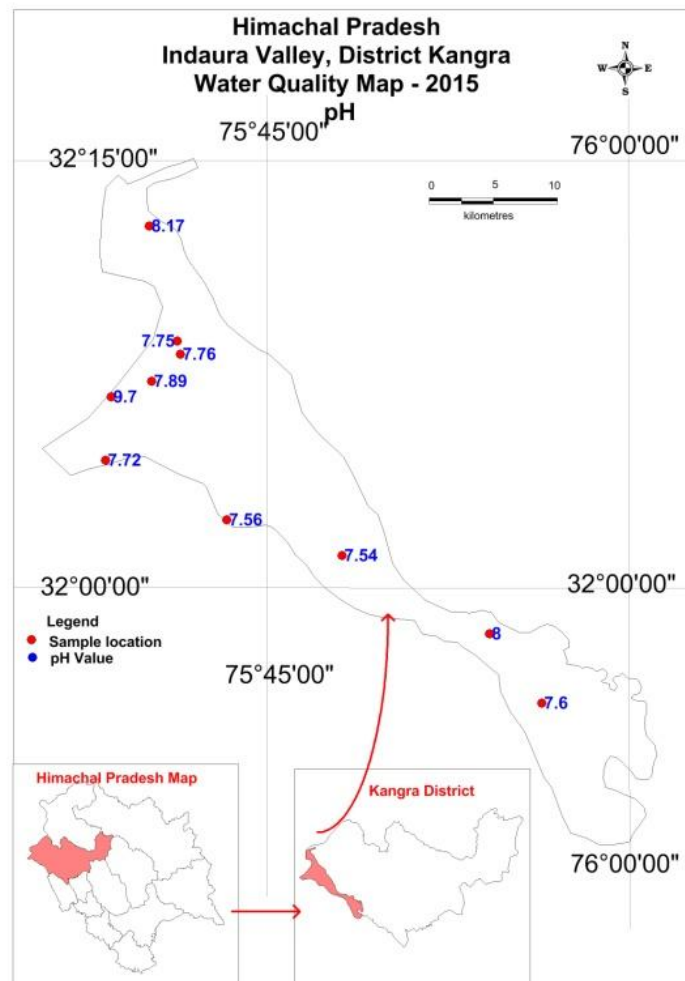 Himachal Pradesh
Indaura Valley, District Kangra
Water Quality Map - 2015
pH
N
W E
S
75°45'00"
76°00'00"
32°15'00"
0 5 10
kilometres
8.17
7.75
7.76
7.89
9.7
7.72
7.56
7.54
32°00'00"
32°00'00"
Legend
Sample location
pH Value
8
75°45'00"
7.6
Himachal Pradesh Map
Kangra District
76°00'00"